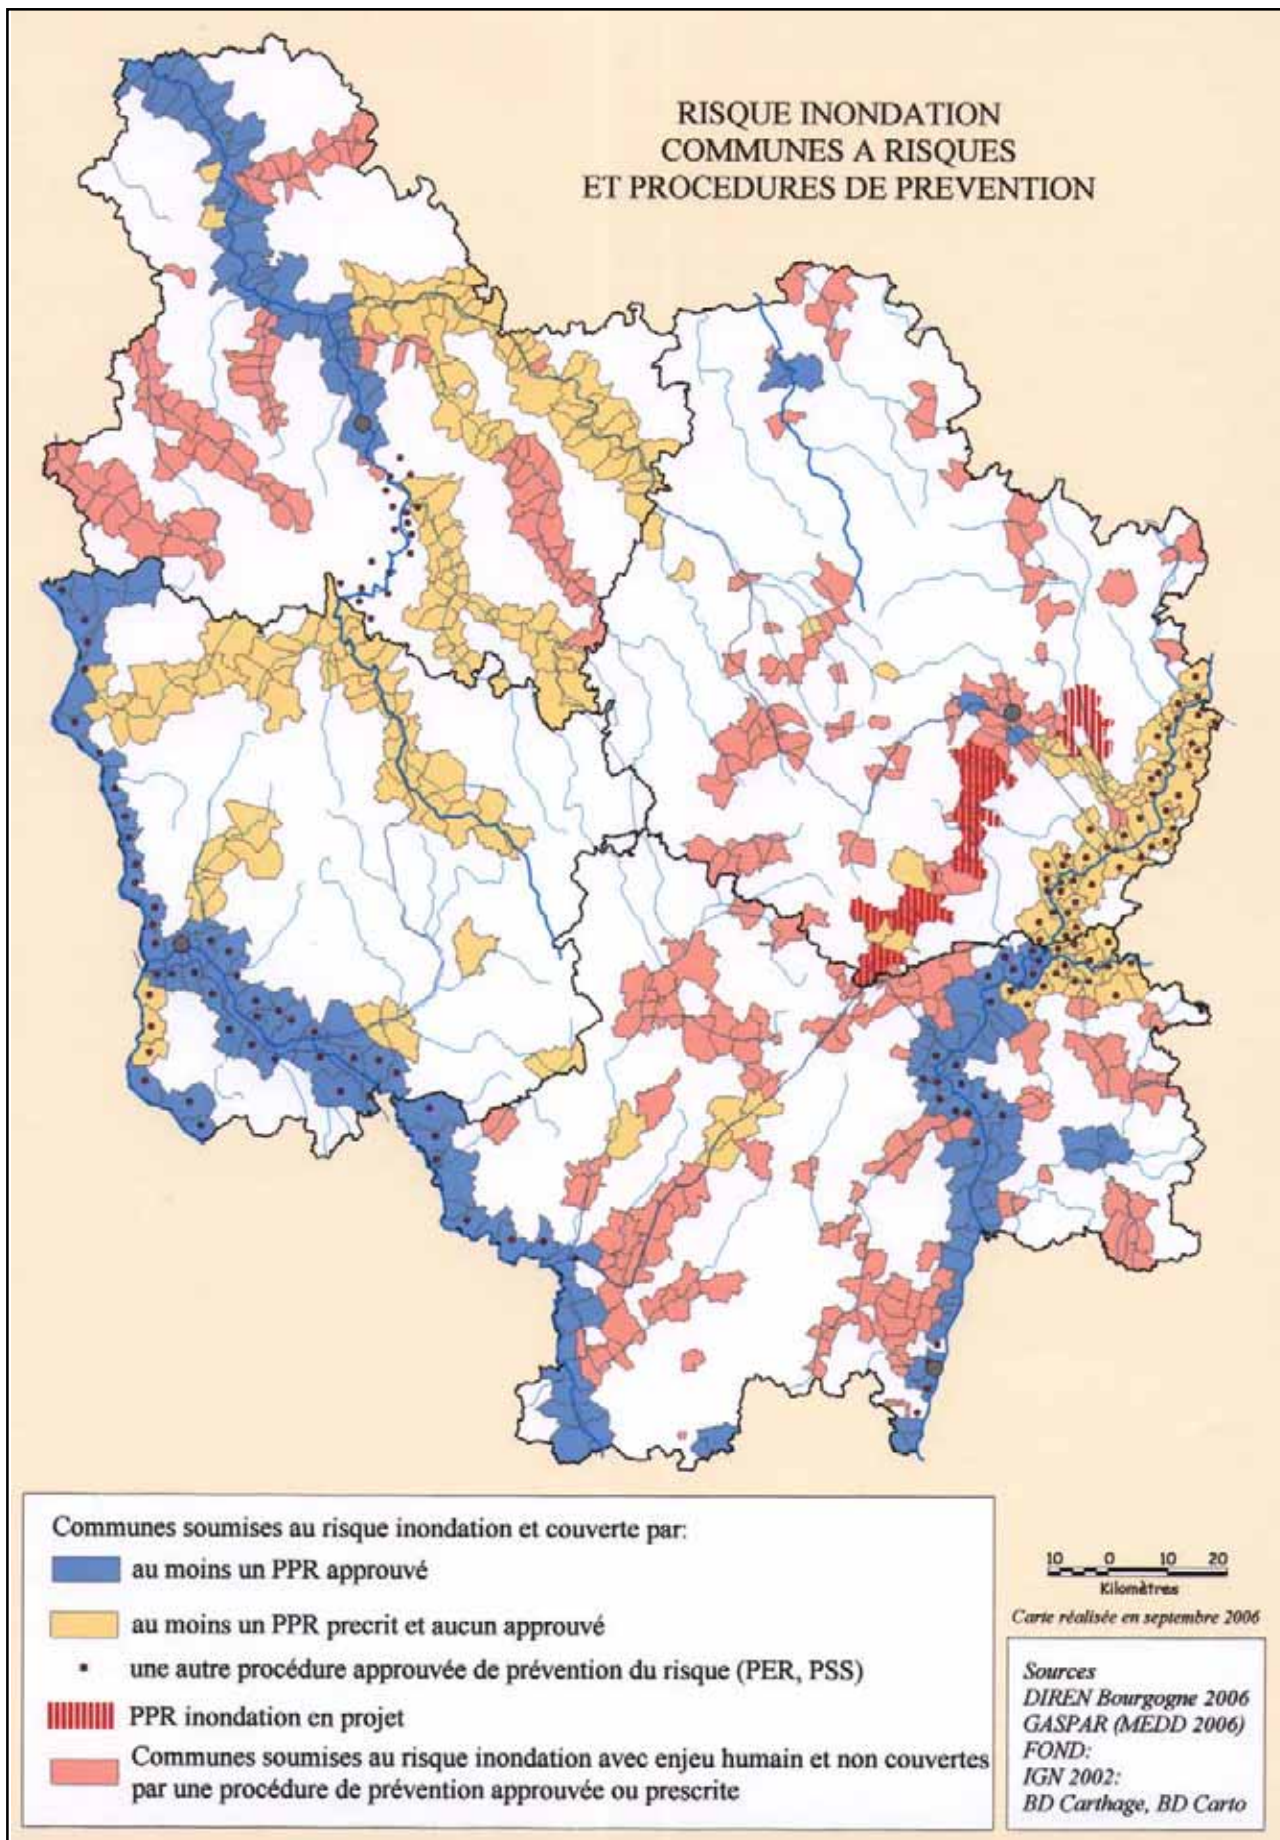 RISQUE INONDATION
COMMUNES A RISQUES
ET PROCEDURES DE PREVENTION
Communes soumises au risque inondation et couverte par:
au moins un PPR approuvé
au moins un PPR precrit et aucun approuvé
une autre procédure approuvée de prévention du risque (PER, PSS)
PPR inondation en projet
Communes soumises au risque inondation avec enjeu humain et non couvertes
par une procédure de prévention approuvée ou prescrite
10 0 10 20
Kilomètres
Carte réalisée en septembre 2006
Sources
DIREN Bourgogne 2006
GASPAR (MEDD 2006)
FOND:
IGN 2002:
BD Carthage, BD Carto